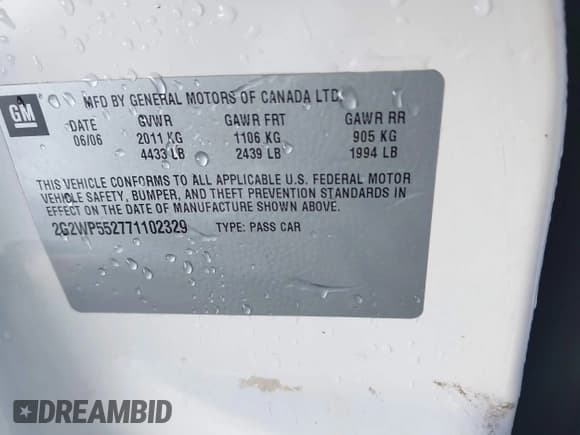 GM
MFD BY GENERAL MOTORS OF CANADA LTD
DATE GVWR GAWR FRT GAWR RR
06/06 2011 KG 1106 KG 905 KG
4433 LB 2439 LB 1994 LB
THIS VEHICLE CONFORMS TO ALL APPLICABLE U.S. FEDERAL MOTOR
VEHICLE SAFETY, BUMPER, AND THEFT PREVENTION STANDARDS IN
EFFECT ON THE DATE OF MANUFACTURE SHOWN ABOVE.
2G2WP552771102329 TYPE: PASS CAR
DREAMBID